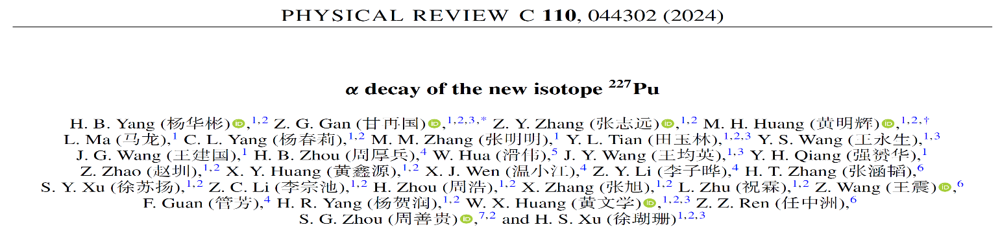 PHYSICAL REVIEW C 110, 044302 (2024)
α decay of the new isotope ²²⁷Pu
H. B. Yang (杨华彬),1,2 Z. G. Gan (甘再国),1,2,3,* Z. Y. Zhang (张志远),1,2 M. H. Huang (黄明辉),1,2,†
L. Ma (马龙),1 C. L. Yang (杨春莉),1,2 M. M. Zhang (张明明),1 Y. L. Tian (田玉林),1,2,3 Y. S. Wang (王永生),1,3
J. G. Wang (王建国),1 H. B. Zhou (周厚兵),4 W. Hua (滑伟),5 J. Y. Wang (王均英),1,3 Y. H. Qiang (强赟华),1
Z. Zhao (赵圳),1,2 X. Y. Huang (黄鑫源),1,2 X. J. Wen (温小江),4 Z. Y. Li (李子晔),4 H. T. Zhang (张涵韬),6
S. Y. Xu (徐苏扬),1,2 Z. C. Li (李宗池),1,2 H. Zhou (周浩),1,2 X. Zhang (张旭),1,2 L. Zhu (祝霖),1,2 Z. Wang (王震),6
F. Guan (管芳),4 H. R. Yang (杨贺润),1,2 W. X. Huang (黄文学),1,2,3 Z. Z. Ren (任中洲),6
S. G. Zhou (周善贵),7,2 and H. S. Xu (徐瑚珊)1,2,3